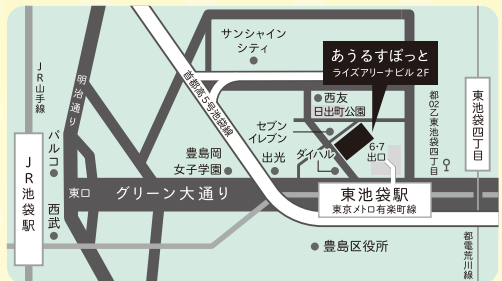 サンシャイン
シティ
あうるすぽっと
ライズアリーナビル 2F
JR山手線
明治通り
首都高5号池袋線
西友
日出町公園
都02乙東池袋四丁目
東池袋四丁目
セブン
イレブン
パルコ
豊島岡
女子学園
出光
ダイハツ
6・7
出口
JR池袋駅
東口
グリーン大通り
東池袋駅
東京メトロ有楽町線
西武
豊島区役所
都電荒川線